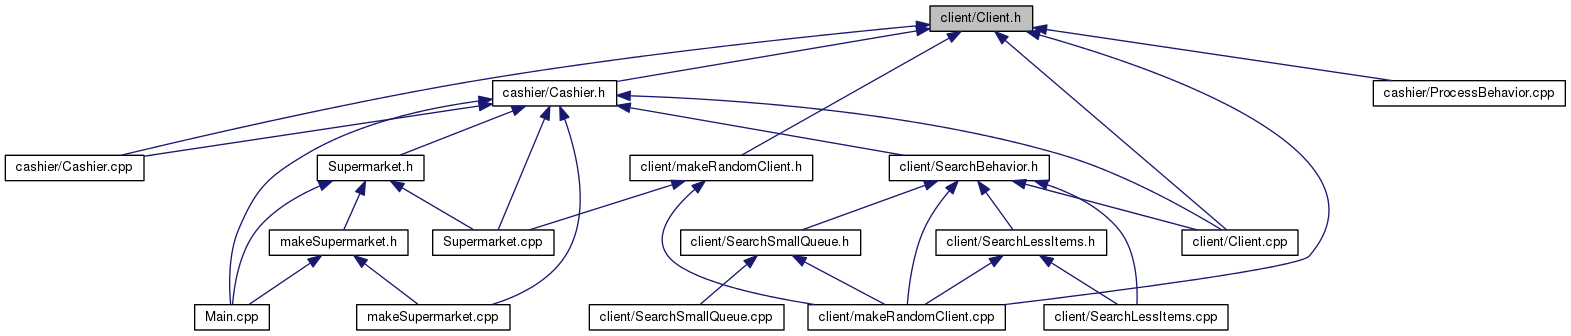 client/Client.h
cashier/Cashier.h
cashier/ProcessBehavior.cpp
cashier/Cashier.cpp
Supermarket.h
client/makeRandomClient.h
client/SearchBehavior.h
makeSupermarket.h
Supermarket.cpp
client/SearchSmallQueue.h
client/SearchLessItems.h
client/Client.cpp
Main.cpp
makeSupermarket.cpp
client/SearchSmallQueue.cpp
client/makeRandomClient.cpp
client/SearchLessItems.cpp